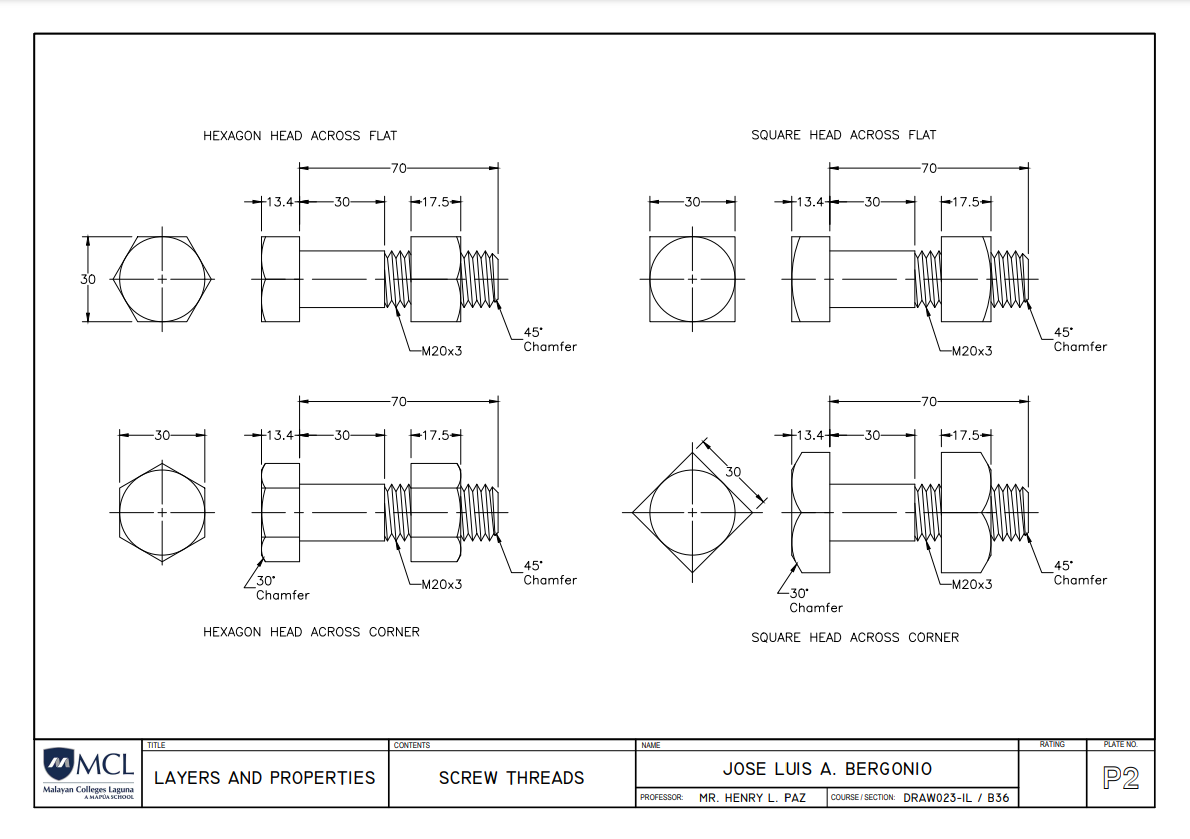 HEXAGON HEAD ACROSS FLAT
70
13.4
30
17.5
30
M20x3
45°
Chamfer
SQUARE HEAD ACROSS FLAT
70
30
13.4
30
17.5
M20x3
45°
Chamfer
70
30
13.4
30
17.5
30°
Chamfer
M20x3
45°
Chamfer
HEXAGON HEAD ACROSS CORNER
70
13.4
30
17.5
30
30°
Chamfer
M20x3
45°
Chamfer
SQUARE HEAD ACROSS CORNER
MCL
Malayan Colleges Laguna
A MAPÚA SCHOOL
TITLE
LAYERS AND PROPERTIES
CONTENTS
SCREW THREADS
NAME
JOSE LUIS A. BERGONIO
PROFESSOR: MR. HENRY L. PAZ
COURSE / SECTION: DRAW023-IL / B36
RATING
PLATE NO.
P2